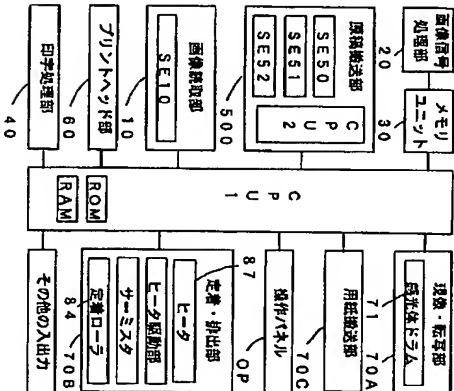 画像信号
処理部
20
メモリ
ユニット
30
現像・転写部
感光体ドラム
71
70A
原稿搬送部
SE50
SE51
SE52
CPU
2
500
用紙搬送部
70C
CPU
1
操作パネル
OP
画像読取部
SE10
10
定着・排出部
ヒータ
ヒータ駆動部
サーミスタ
定着ローラ
87
84
70B
プリントヘッド部
60
ROM
RAM
印字処理部
40
その他の入出力